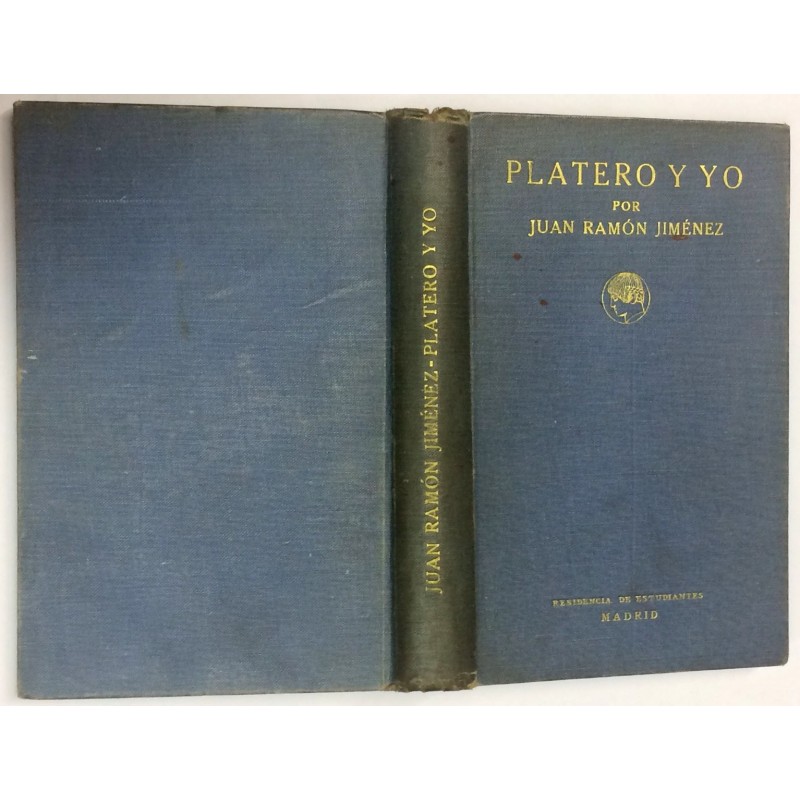 JUAN RAMÓN JIMÉNEZ - PLATERO Y YO
PLATERO Y YO
POR
JUAN RAMÓN JIMÉNEZ
RESIDENCIA DE ESTUDIANTES
MADRID